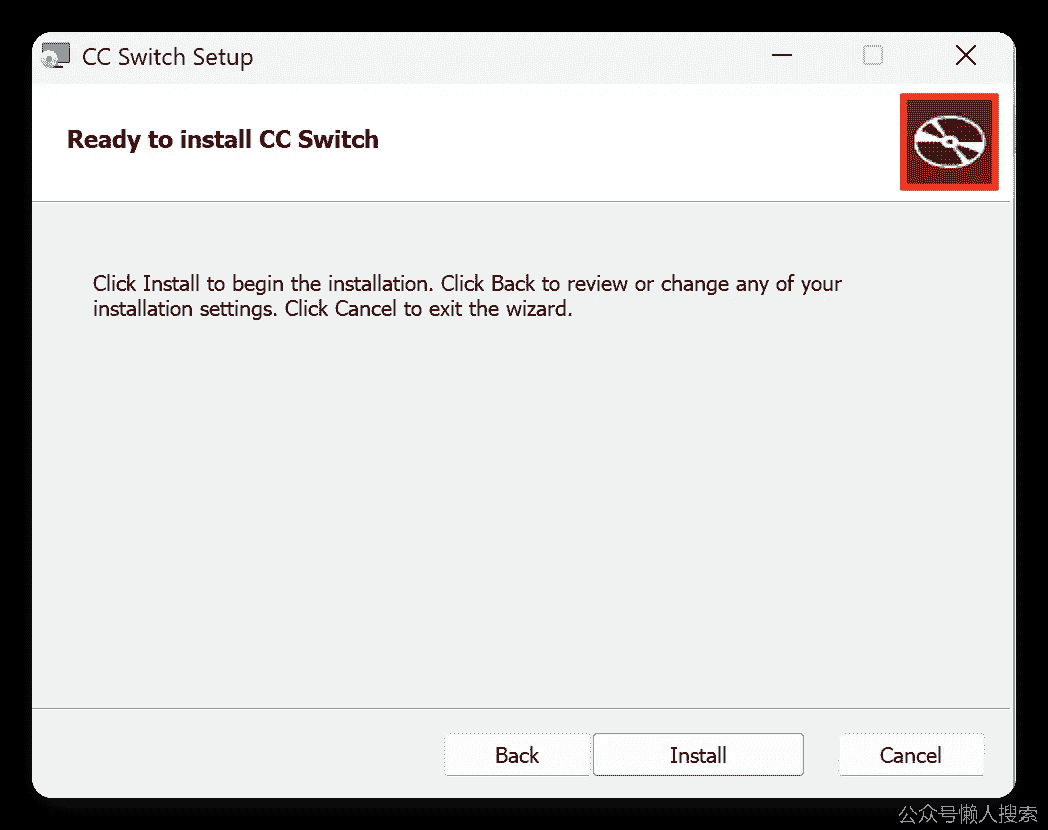 CC Switch Setup
Ready to install CC Switch
Click Install to begin the installation. Click Back to review or change any of your
installation settings. Click Cancel to exit the wizard.
Back
Install
Cancel
公众号懒人搜索